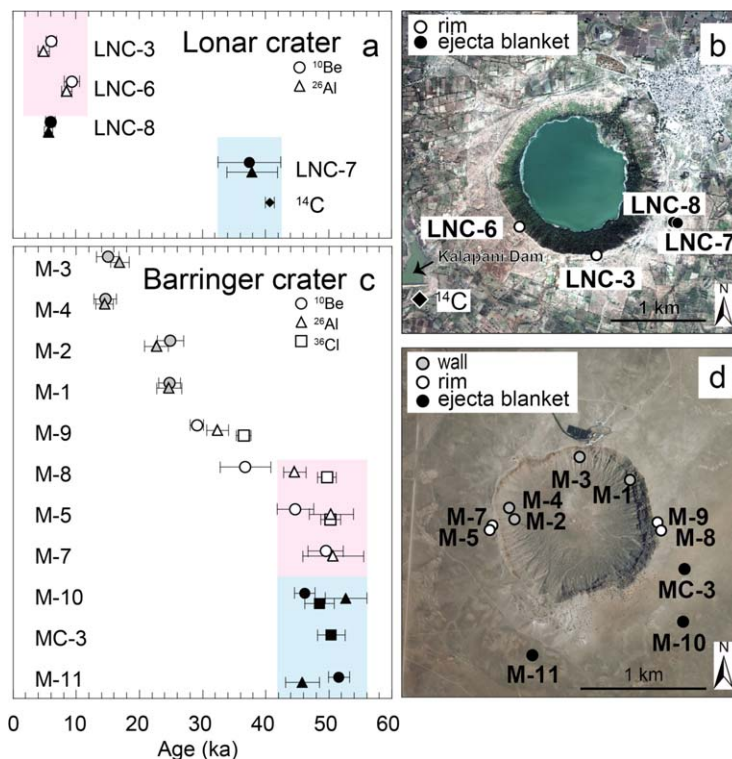 Lonar crater a
¹⁰Be
²⁶Al
LNC-3
LNC-6
LNC-8
LNC-7
¹⁴C
rim b
ejecta blanket
LNC-6
LNC-8
LNC-7
Kalapani Dam
LNC-3
¹⁴C
1 km
N
Barringer crater c
¹⁰Be
²⁶Al
³⁶Cl
M-3
M-4
M-2
M-1
M-9
M-8
M-5
M-7
M-10
MC-3
M-11
0 10 20 30 40 50 60
Age (ka)
wall d
rim
ejecta blanket
M-3
M-1
M-4
M-7
M-2
M-9
M-5
M-8
MC-3
M-10
M-11
1 km
N